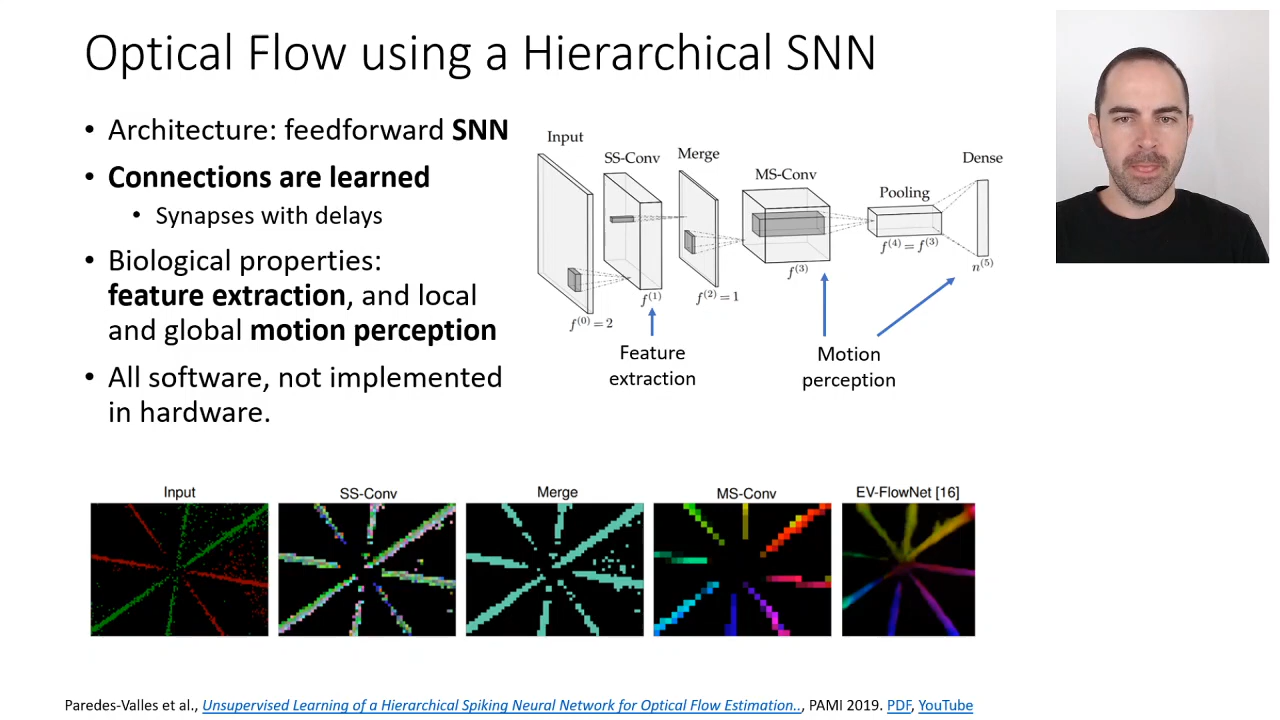 Optical Flow using a Hierarchical SNN
• Architecture: feedforward SNN
• Connections are learned
• Synapses with delays
• Biological properties:
feature extraction, and local
and global motion perception
• All software, not implemented
in hardware.
Input
SS-Conv
Merge
MS-Conv
Pooling
Dense
f⁽⁰⁾ = 2
f⁽¹⁾
f⁽²⁾ = 1
f⁽³⁾
f⁽⁴⁾ = f⁽³⁾
n⁽⁵⁾
Feature
extraction
Motion
perception
Input
SS-Conv
Merge
MS-Conv
EV-FlowNet [16]
Paredes-Valles et al., Unsupervised Learning of a Hierarchical Spiking Neural Network for Optical Flow Estimation.., PAMI 2019. PDF, YouTube